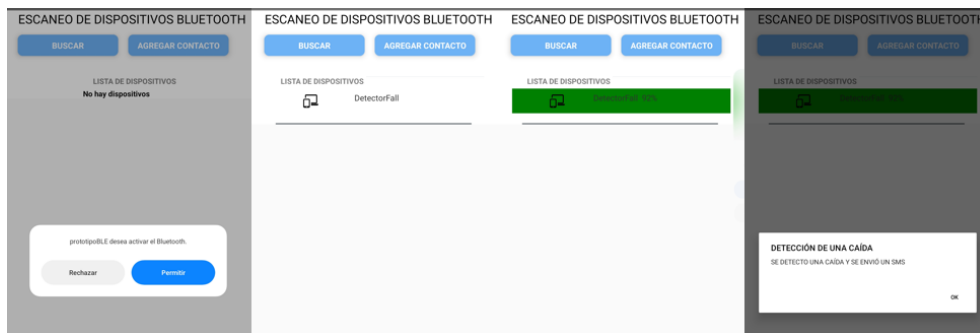 ESCANEO DE DISPOSITIVOS BLUETOOTH
BUSCAR
AGREGAR CONTACTO
LISTA DE DISPOSITIVOS
No hay dispositivos
prototipoBLE desea activar el Bluetooth.
Rechazar
Permitir
ESCANEO DE DISPOSITIVOS BLUETOOTH
BUSCAR
AGREGAR CONTACTO
LISTA DE DISPOSITIVOS
DetectorFall
ESCANEO DE DISPOSITIVOS BLUETOOTH
BUSCAR
AGREGAR CONTACTO
LISTA DE DISPOSITIVOS
DetectorFall 92%
ESCANEO DE DISPOSITIVOS BLUETOOTH
BUSCAR
AGREGAR CONTACTO
LISTA DE DISPOSITIVOS
DetectorFall
DETECCIÓN DE UNA CAÍDA
SE DETECTO UNA CAÍDA Y SE ENVIÓ UN SMS
OK